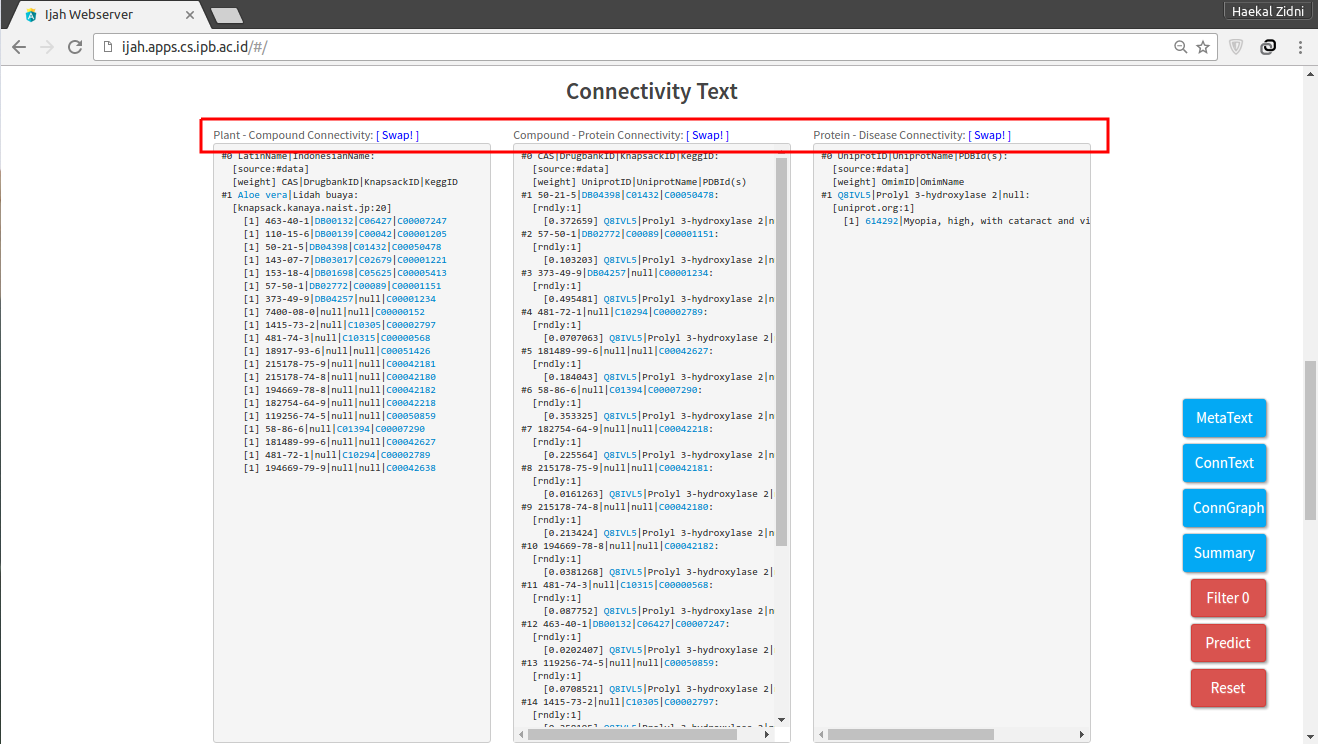 Ijah Webserver
Haekal Zidni
ijah.apps.cs.ipb.ac.id/#/
Connectivity Text
Plant - Compound Connectivity: [ Swap! ]
#0 LatinName|IndonesianName:
[source:#data]
[weight] CAS|DrugbankID|KnapsackID|KeggID
#1 Aloe vera|Lidah buaya:
[knapsack.kanaya.naist.jp:20]
[1] 463-40-1|DB00132|C06427|C00007247
[1] 110-15-6|DB00139|C00042|C00001205
[1] 50-21-5|DB04398|C01432|C00050478
[1] 143-07-7|DB03017|C02679|C00001221
[1] 153-18-4|DB01698|C05625|C00005413
[1] 57-50-1|DB02772|C00089|C00001151
[1] 373-49-9|DB04257|null|C00001234
[1] 7400-08-0|null|null|C00000152
[1] 1415-73-2|null|C10305|C00002797
[1] 481-74-3|null|C10315|C00000568
[1] 18917-93-6|null|null|C00051426
[1] 215178-75-9|null|null|C00042181
[1] 215178-74-8|null|null|C00042180
[1] 194669-78-8|null|null|C00042182
[1] 182754-64-9|null|null|C00042218
[1] 119256-74-5|null|null|C00050859
[1] 58-86-6|null|C01394|C00007290
[1] 181489-99-6|null|null|C00042627
[1] 481-72-1|null|C10294|C00002789
[1] 194669-79-9|null|null|C00042638
Compound - Protein Connectivity: [ Swap! ]
#0 CAS|DrugbankID|KnapsackID|KeggID:
[source:#data]
[weight] UniprotID|UniprotName|PDBId(s)
#1 50-21-5|DB04398|C01432|C00050478:
[rndly:1]
[0.372659] Q8IVL5|Prolyl 3-hydroxylase 2|n
#2 57-50-1|DB02772|C00089|C00001151:
[rndly:1]
[0.103203] Q8IVL5|Prolyl 3-hydroxylase 2|n
#3 373-49-9|DB04257|null|C00001234:
[rndly:1]
[0.495481] Q8IVL5|Prolyl 3-hydroxylase 2|n
#4 481-72-1|null|C10294|C00002789:
[rndly:1]
[0.0707063] Q8IVL5|Prolyl 3-hydroxylase 2|
#5 181489-99-6|null|null|C00042627:
[rndly:1]
[0.184043] Q8IVL5|Prolyl 3-hydroxylase 2|n
#6 58-86-6|null|C01394|C00007290:
[rndly:1]
[0.353325] Q8IVL5|Prolyl 3-hydroxylase 2|n
#7 182754-64-9|null|null|C00042218:
[rndly:1]
[0.225564] Q8IVL5|Prolyl 3-hydroxylase 2|n
#8 215178-75-9|null|null|C00042181:
[rndly:1]
[0.0161263] Q8IVL5|Prolyl 3-hydroxylase 2|
#9 215178-74-8|null|null|C00042180:
[rndly:1]
[0.213424] Q8IVL5|Prolyl 3-hydroxylase 2|n
#10 194669-78-8|null|null|C00042182:
[rndly:1]
[0.0381268] Q8IVL5|Prolyl 3-hydroxylase 2|
#11 481-74-3|null|C10315|C00000568:
[rndly:1]
[0.087752] Q8IVL5|Prolyl 3-hydroxylase 2|n
#12 463-40-1|DB00132|C06427|C00007247:
[rndly:1]
[0.0202407] Q8IVL5|Prolyl 3-hydroxylase 2|
#13 119256-74-5|null|null|C00050859:
[rndly:1]
[0.0708521] Q8IVL5|Prolyl 3-hydroxylase 2|
#14 1415-73-2|null|C10305|C00002797:
[rndly:1]
Protein - Disease Connectivity: [ Swap! ]
#0 UniprotID|UniprotName|PDBId(s):
[source:#data]
[weight] OmimID|OmimName
#1 Q8IVL5|Prolyl 3-hydroxylase 2|null:
[uniprot.org:1]
[1] 614292|Myopia, high, with cataract and vi
MetaText
ConnText
ConnGraph
Summary
Filter 0
Predict
Reset